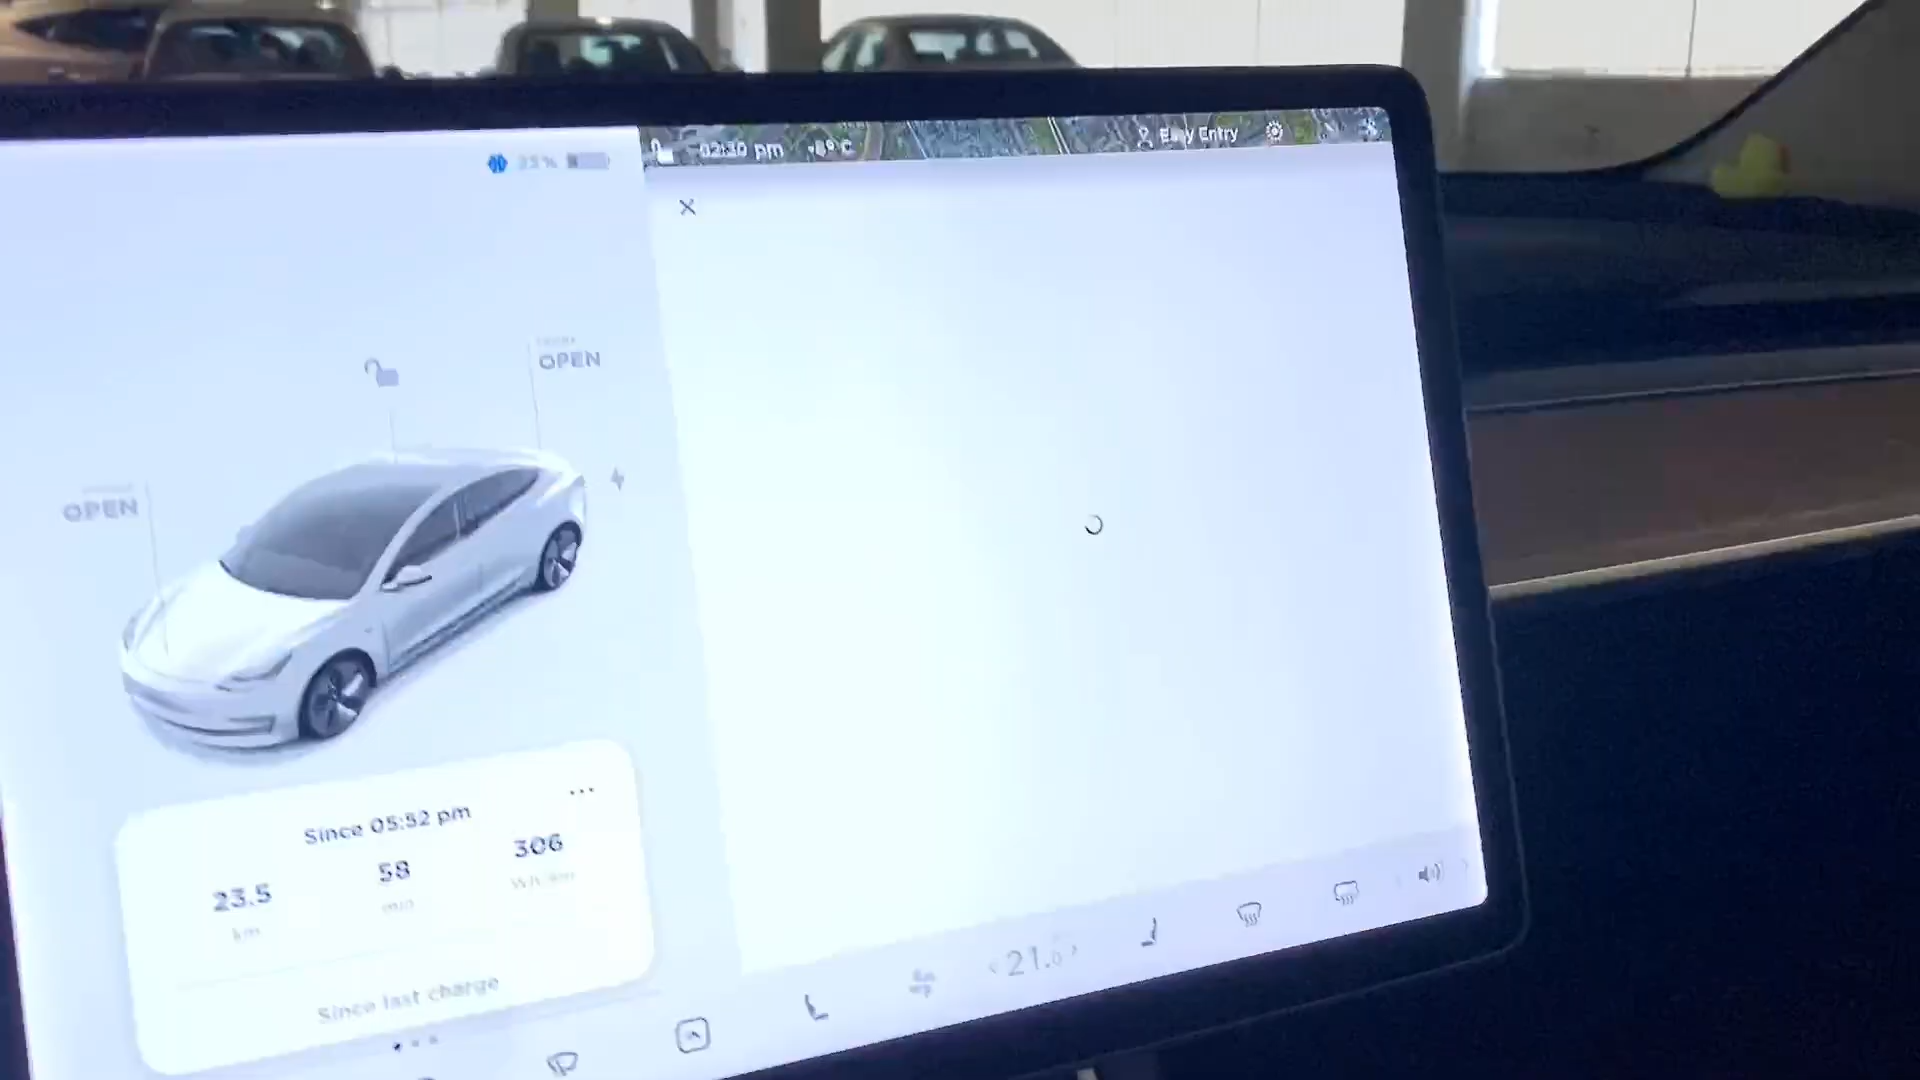 02:30 pm
Easy Entry
OPEN
OPEN
Since 05:52 pm
23.5
58
306
km
min
Since last charge
21.0